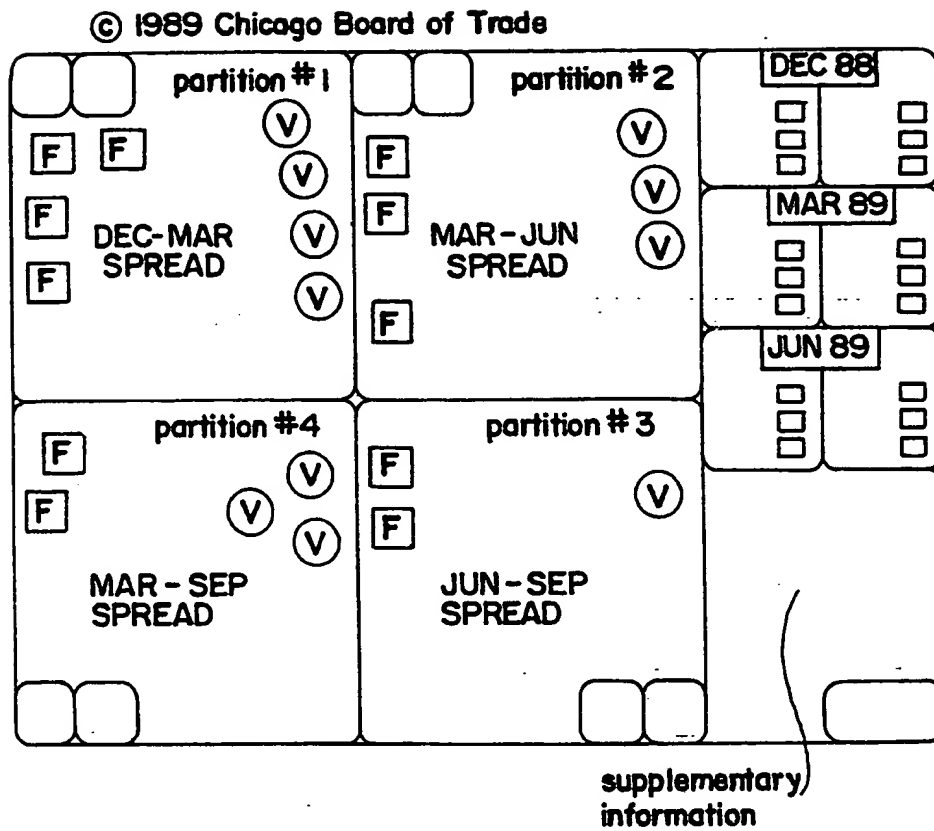 © 1989 Chicago Board of Trade
partition #1
V
F F
V
F
V
DEC-MAR
SPREAD
F
V
partition #2
V
F
V
F
V
MAR-JUN
SPREAD
F
DEC 88
MAR 89
JUN 89
partition #4
F
V
F
V
V
MAR-SEP
SPREAD
partition #3
F
V
F
JUN-SEP
SPREAD
supplementary
information